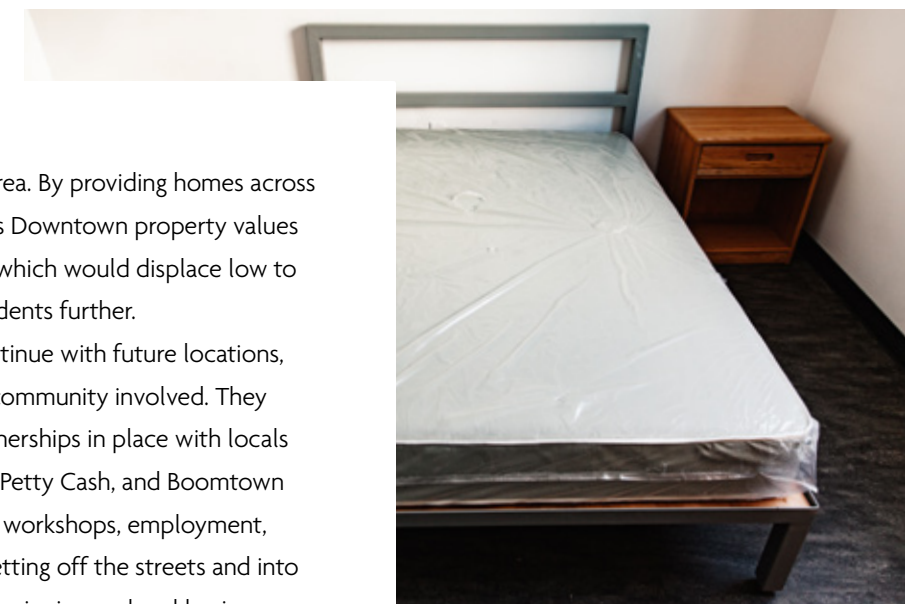 rea. By providing homes across
s Downtown property values
which would displace low to
dents further.
tinue with future locations,
community involved. They
nerships in place with locals
Petty Cash, and Boomtown
workshops, employment,
etting off the streets and into